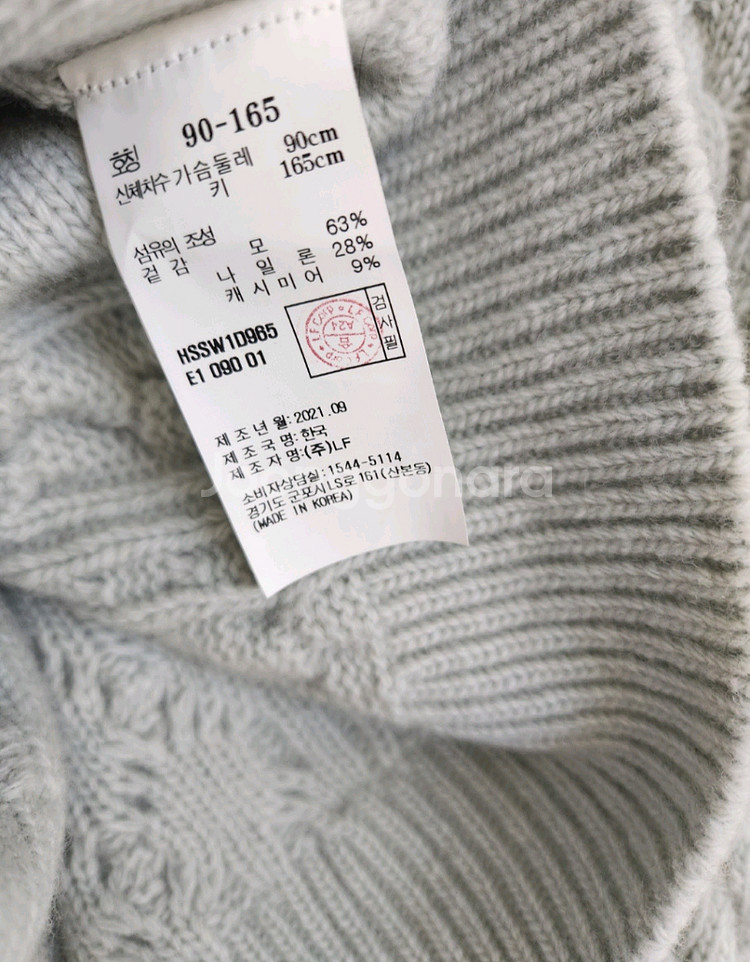 호칭 90-165
신체치수 가슴둘레 90cm
키 165cm
섬유의 조성
겉 감 모 63%
나 일 론 28%
캐 시 미 어 9%
HSSW1D965
E1 090 01
LF CORP
A24
검사필
제 조 년 월: 2021.09
제 조 국 명: 한국
제 조 자 명:(주)LF
소비자상담실:1544-5114
경기도 군포시 LS로 161(산본동)
(MADE IN KOREA)
Joonggonara